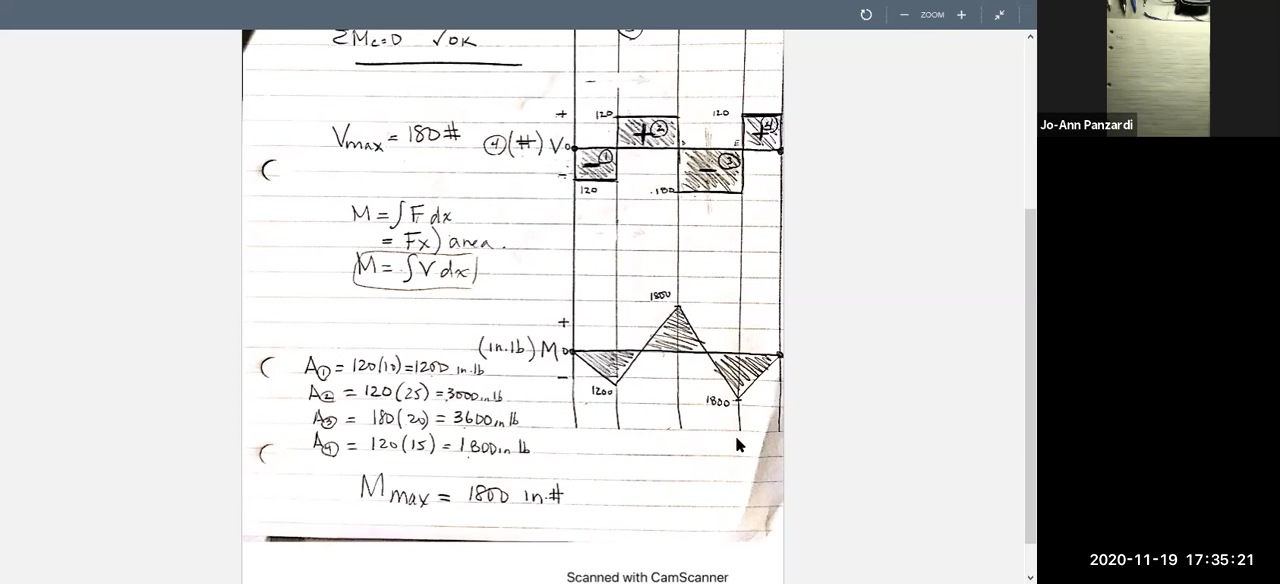 ZOOM
ΣMc=0 √OK
Vmax = 180#
④(#) V 0
+
-
120
+ ②
120
+ ④
- ①
- ③
120
180
M = ∫F dx
= Fx) area.
M = ∫V dx
1800
+
(in.lb) M 0
-
1200
1800
A① = 120(10)=1200 in.lb
A② = 120(25) = 3000 in lb
A③ = 180(20) = 3600 in lb
A④ = 120(15) = 1800 in lb
Mmax = 1800 in.#
Scanned with CamScanner
Jo-Ann Panzardi
2020-11-19 17:35:21